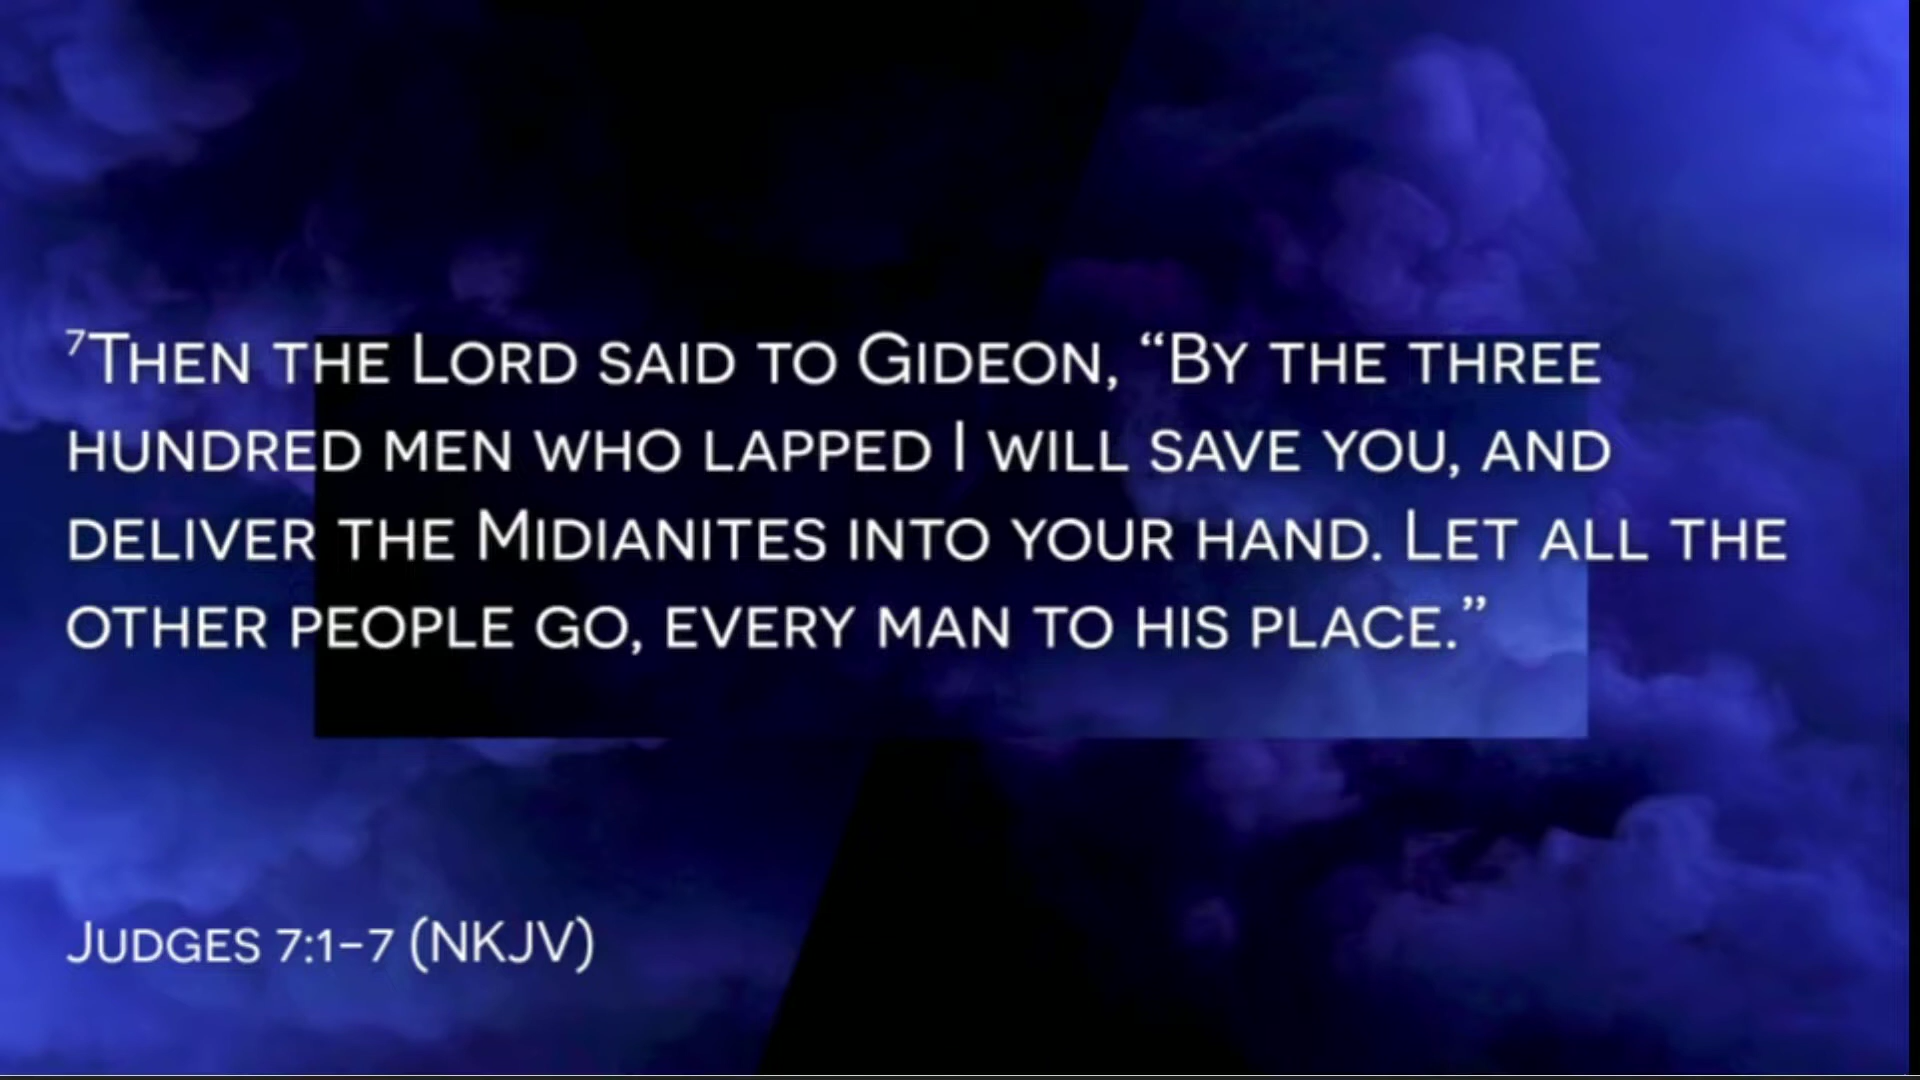 ⁷Then the Lord said to Gideon, “By the three
hundred men who lapped I will save you, and
deliver the Midianites into your hand. Let all the
other people go, every man to his place.”
Judges 7:1–7 (NKJV)